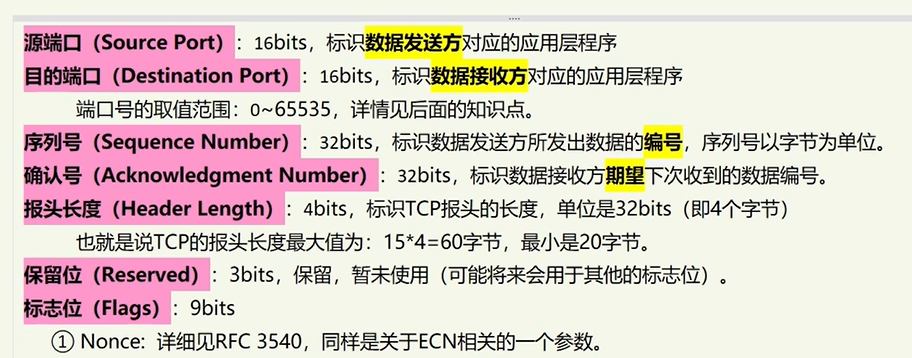 源端口（Source Port）：16bits，标识数据发送方对应的应用层程序
目的端口（Destination Port）：16bits，标识数据接收方对应的应用层程序
端口号的取值范围：0~65535，详情见后面的知识点。
序列号（Sequence Number）：32bits，标识数据发送方所发出数据的编号，序列号以字节为单位。
确认号（Acknowledgment Number）：32bits，标识数据接收方期望下次收到的数据编号。
报头长度（Header Length）：4bits，标识TCP报头的长度，单位是32bits（即4个字节）
也就是说TCP的报头长度最大值为：15*4=60字节，最小是20字节。
保留位（Reserved）：3bits，保留，暂未使用（可能将来会用于其他的标志位）。
标志位（Flags）：9bits
① Nonce: 详细见RFC 3540，同样是关于ECN相关的一个参数。